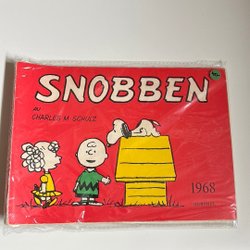 SNOBBEN
AV
CHARLES M SCHULZ
1968